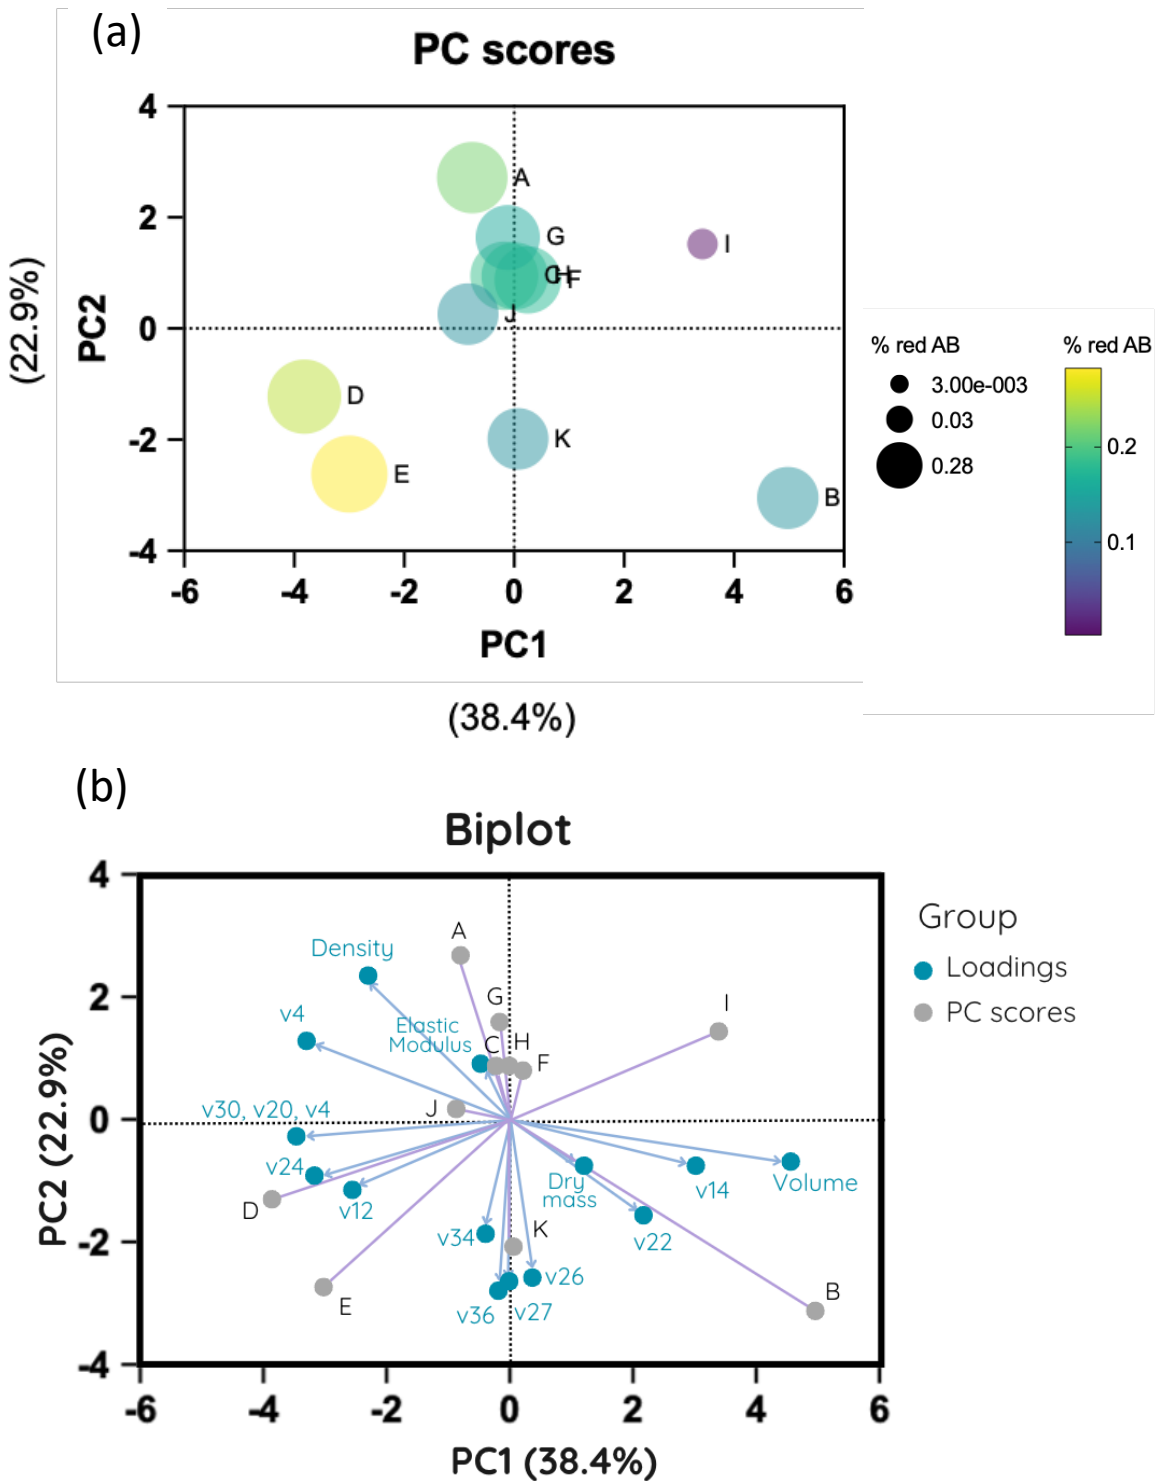 (a)
PC scores
4
2
0
-2
-4
PC2
(22.9%)
A
G
I
C
H
F
J
D
K
E
B
-6
-4
-2
0
2
4
6
PC1
(38.4%)
% red AB
3.00e-003
0.03
0.28
% red AB
0.2
0.1
(b)
Biplot
4
2
0
-2
-4
PC2 (22.9%)
A
Density
G
I
v4
Elastic
Modulus
C
H
F
v30, v20, v4
J
v24
Dry
mass
v14
Volume
D
v12
v34
K
v22
v26
E
v36
v27
B
-6
-4
-2
0
2
4
6
PC1 (38.4%)
Group
Loadings
PC scores